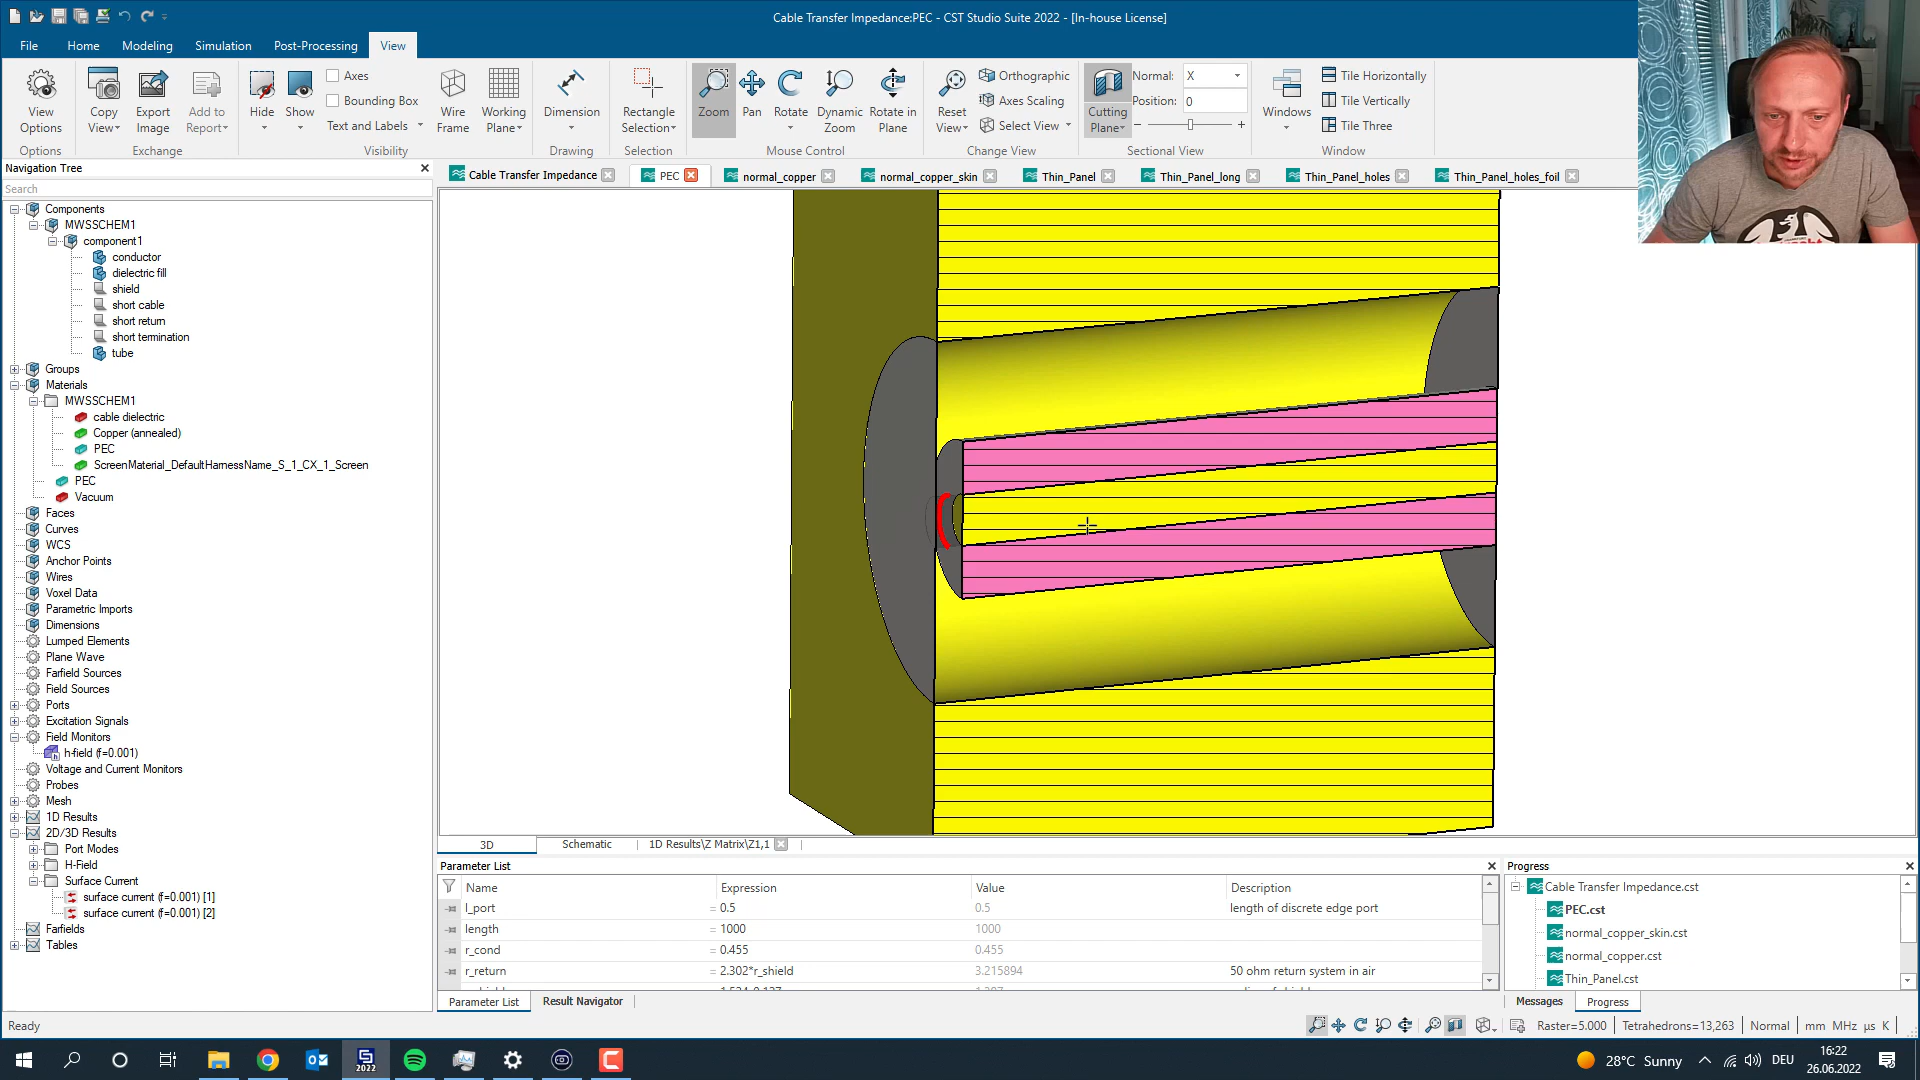 Cable Transfer Impedance:PEC - CST Studio Suite 2022 - [In-house License]
File Home Modeling Simulation Post-Processing View
View Options
Options
Copy View
Export Image
Add to Report
Exchange
Hide
Show
Axes
Bounding Box
Text and Labels
Wire Frame
Working Plane
Visibility
Dimension
Drawing
Rectangle Selection
Selection
Zoom
Pan
Rotate
Dynamic Zoom
Rotate in Plane
Mouse Control
Reset View
Orthographic
Axes Scaling
Select View
Change View
Cutting Plane
Normal: X
Position: 0
Sectional View
Windows
Tile Horizontally
Tile Vertically
Tile Three
Window
Navigation Tree
Search
Components
MWSSCHEM1
component1
conductor
dielectric fill
shield
short cable
short return
short termination
tube
Groups
Materials
MWSSCHEM1
cable dielectric
Copper (annealed)
PEC
ScreenMaterial_DefaultHarnessName_S_1_CX_1_Screen
PEC
Vacuum
Faces
Curves
WCS
Anchor Points
Wires
Voxel Data
Parametric Imports
Dimensions
Lumped Elements
Plane Wave
Farfield Sources
Field Sources
Ports
Excitation Signals
Field Monitors
h-field (f=0.001)
Voltage and Current Monitors
Probes
Mesh
1D Results
2D/3D Results
Port Modes
H-Field
Surface Current
surface current (f=0.001) [1]
surface current (f=0.001) [2]
Farfields
Tables
Cable Transfer Impedance PEC normal_copper normal_copper_skin Thin_Panel Thin_Panel_long Thin_Panel_holes Thin_Panel_holes_foil
3D Schematic 1D Results\Z Matrix\Z1,1
Parameter List
Name Expression Value Description
l_port = 0.5 0.5 length of discrete edge port
length = 1000 1000
r_cond = 0.455 0.455
r_return = 2.302*r_shield 3.215894 50 ohm return system in air
Parameter List Result Navigator
Progress
Cable Transfer Impedance.cst
PEC.cst
normal_copper_skin.cst
normal_copper.cst
Thin_Panel.cst
Messages Progress
Ready
Raster=5.000 Tetrahedrons=13,263 Normal mm MHz µs K
2022
28°C Sunny
DEU
16:22
26.06.2022